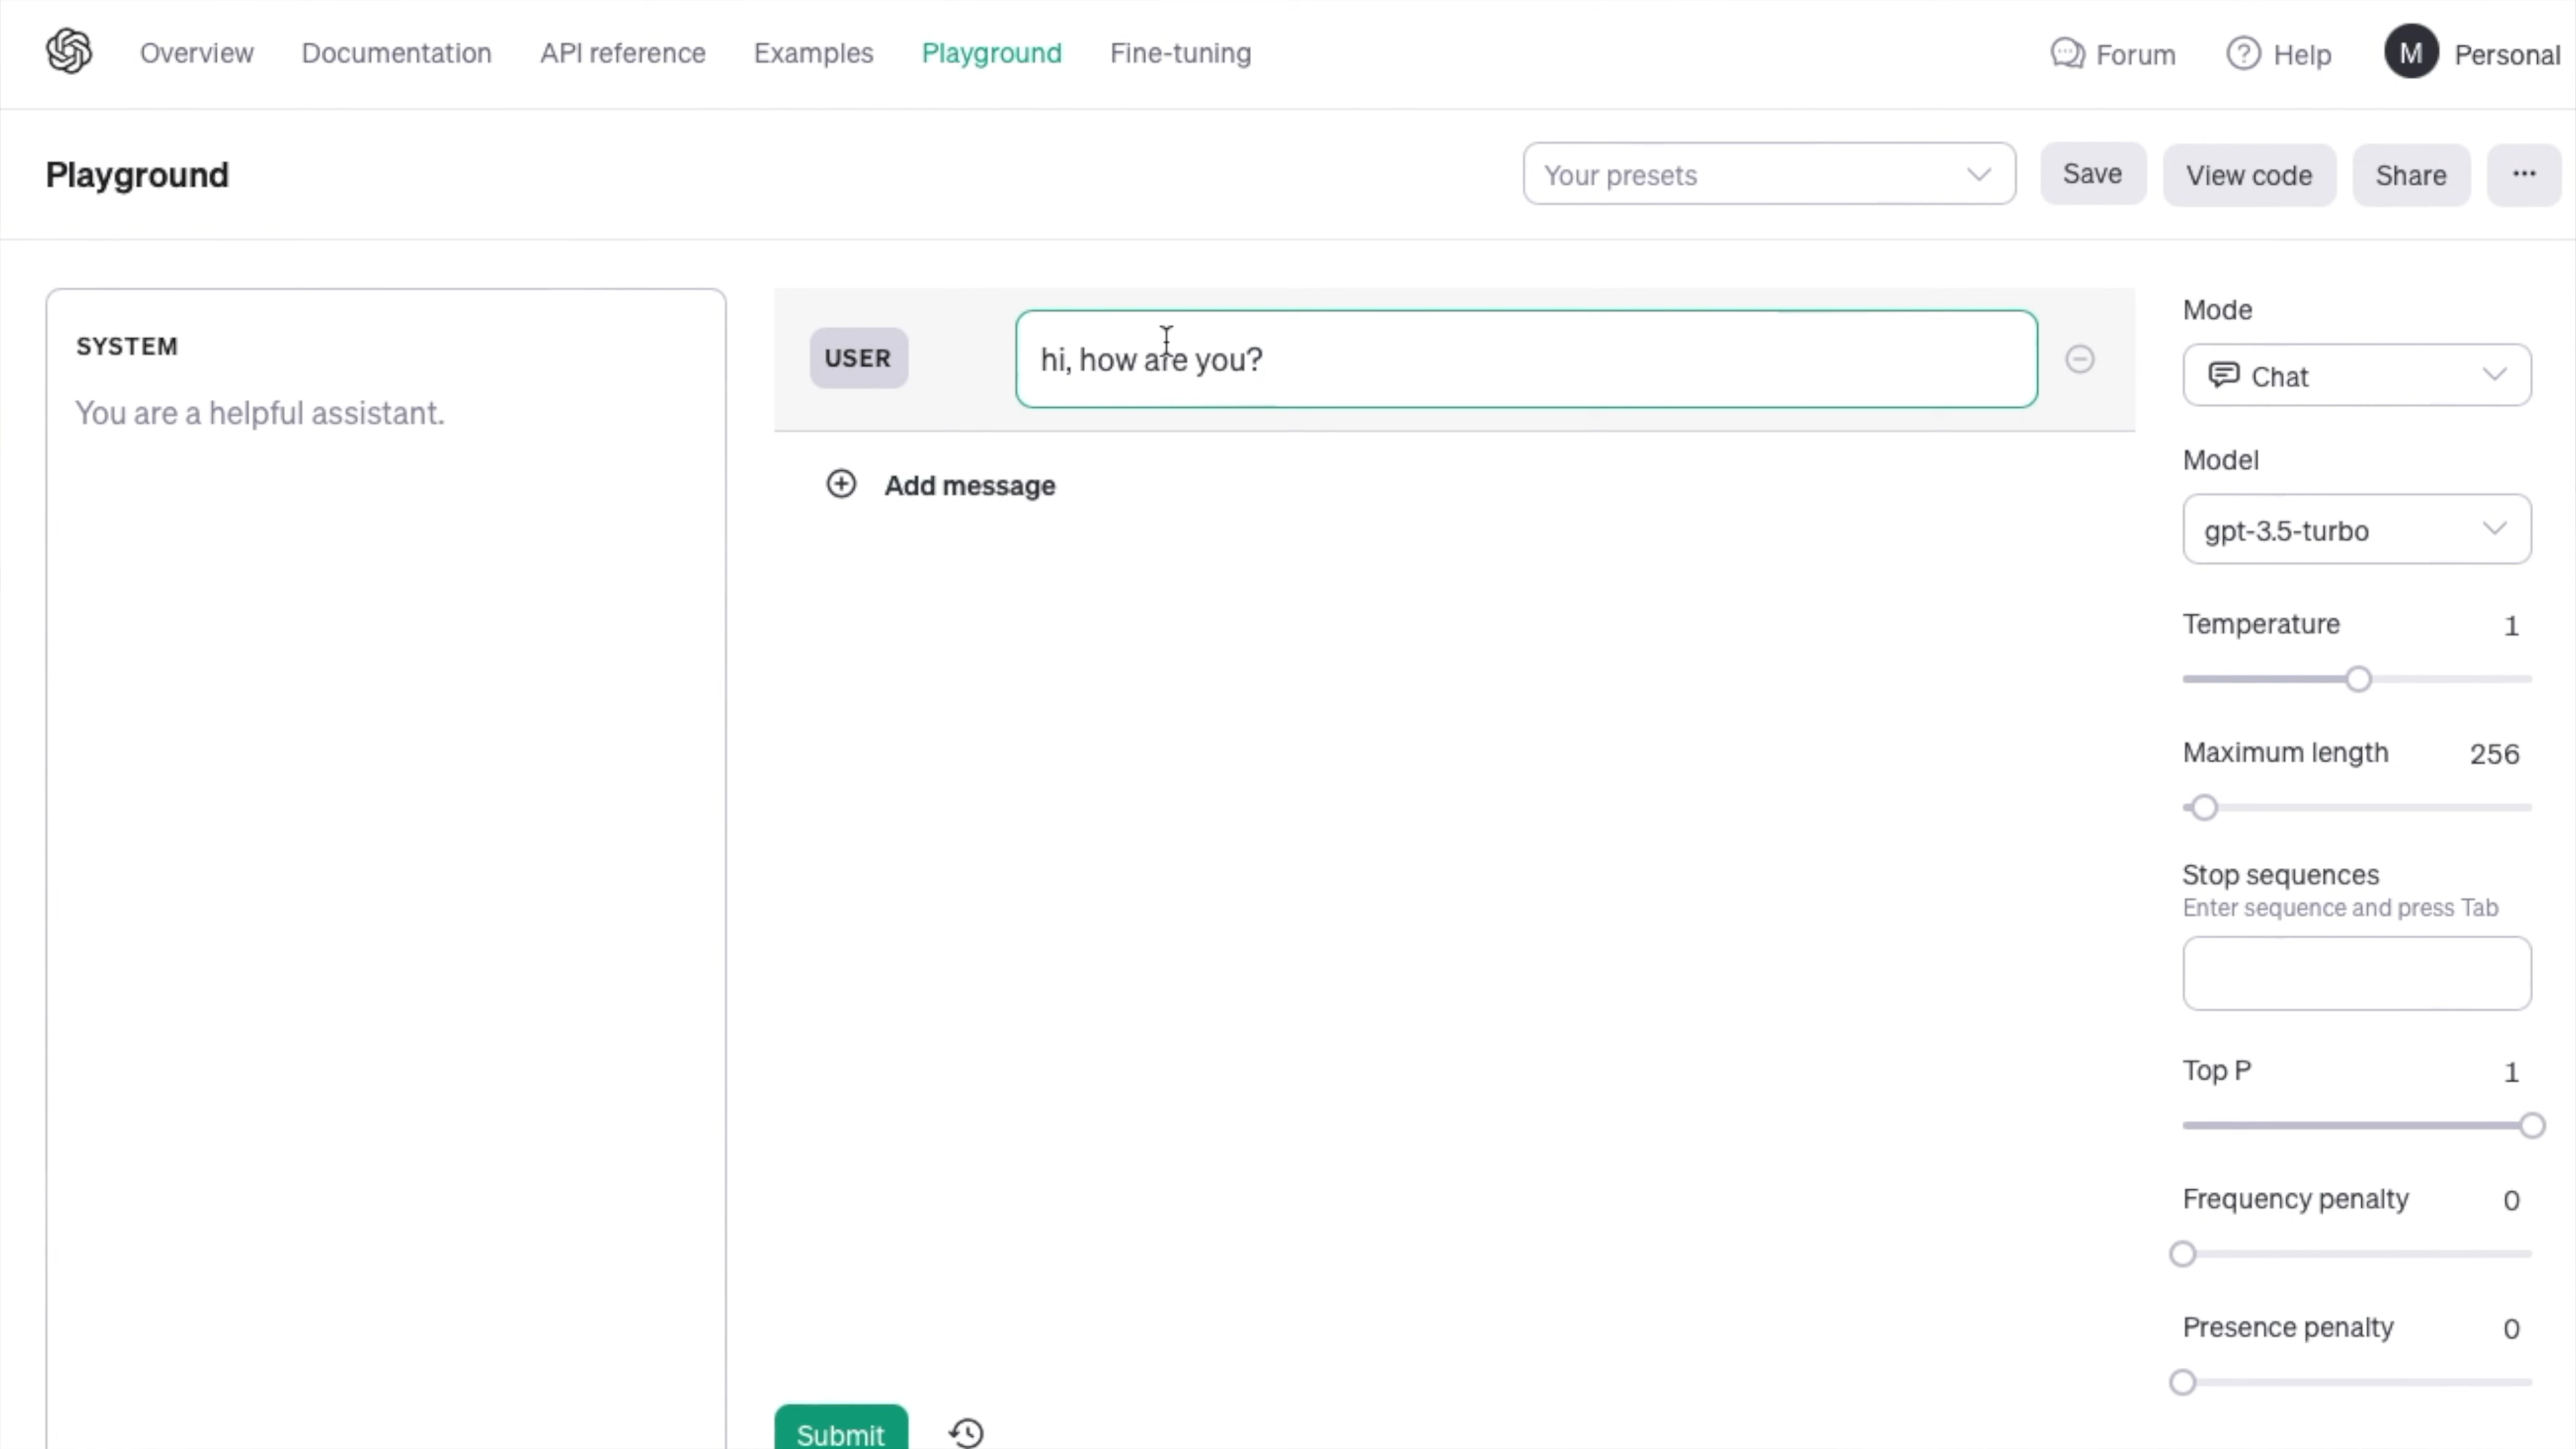 Overview Documentation API reference Examples Playground Fine-tuning Forum Help M Personal
Playground Your presets Save View code Share ...
SYSTEM
You are a helpful assistant.
USER hi, how are you?
Add message
Mode
Chat
Model
gpt-3.5-turbo
Temperature 1
Maximum length 256
Stop sequences
Enter sequence and press Tab
Top P 1
Frequency penalty 0
Presence penalty 0
Submit